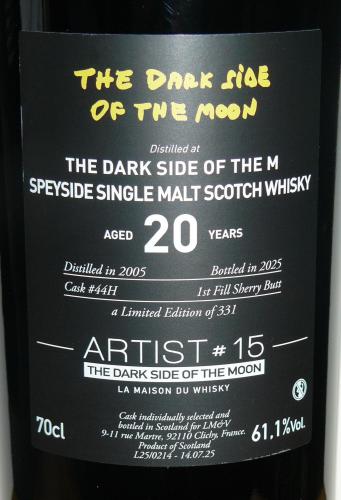 THE DARK SIDE
OF THE MOON
Distilled at
THE DARK SIDE OF THE M
SPEYSIDE SINGLE MALT SCOTCH WHISKY
AGED 20 YEARS
Distilled in 2005 Bottled in 2025
Cask #44H 1st Fill Sherry Butt
a Limited Edition of 331
ARTIST #15
THE DARK SIDE OF THE MOON
LA MAISON DU WHISKY
Cask individually selected and
bottled in Scotland for LM&V
9-11 rue Martre, 92110 Clichy, France.
Product of Scotland
L25/0214 - 14.07.25
70cl
61.1%Vol.